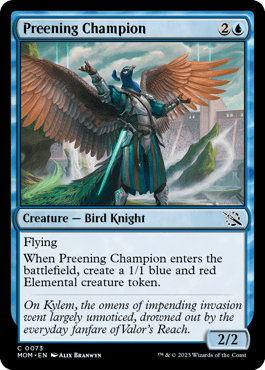 Preening Champion 2
Creature — Bird Knight
Flying
When Preening Champion enters the
battlefield, create a 1/1 blue and red
Elemental creature token.
On Kylem, the omens of impending invasion
went largely unnoticed, drowned out by the
everyday fanfare of Valor's Reach.
2/2
C 0073
MOM • EN Alix Branwyn
™ & © 2023 Wizards of the Coast